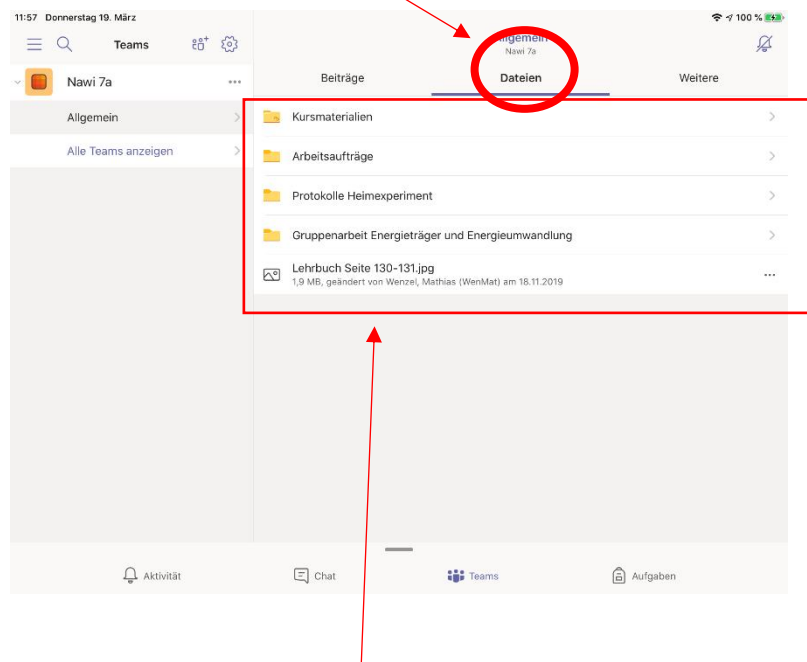 11:57 Donnerstag 19. März
100 %
Teams
Allgemein
Nawi 7a
Nawi 7a
Beiträge
Dateien
Weitere
Allgemein
Alle Teams anzeigen
Kursmaterialien
Arbeitsaufträge
Protokolle Heimexperiment
Gruppenarbeit Energieträger und Energieumwandlung
Lehrbuch Seite 130-131.jpg
1,9 MB, geändert von Wenzel, Mathias (WenMat) am 18.11.2019
Aktivität
Chat
Teams
Aufgaben